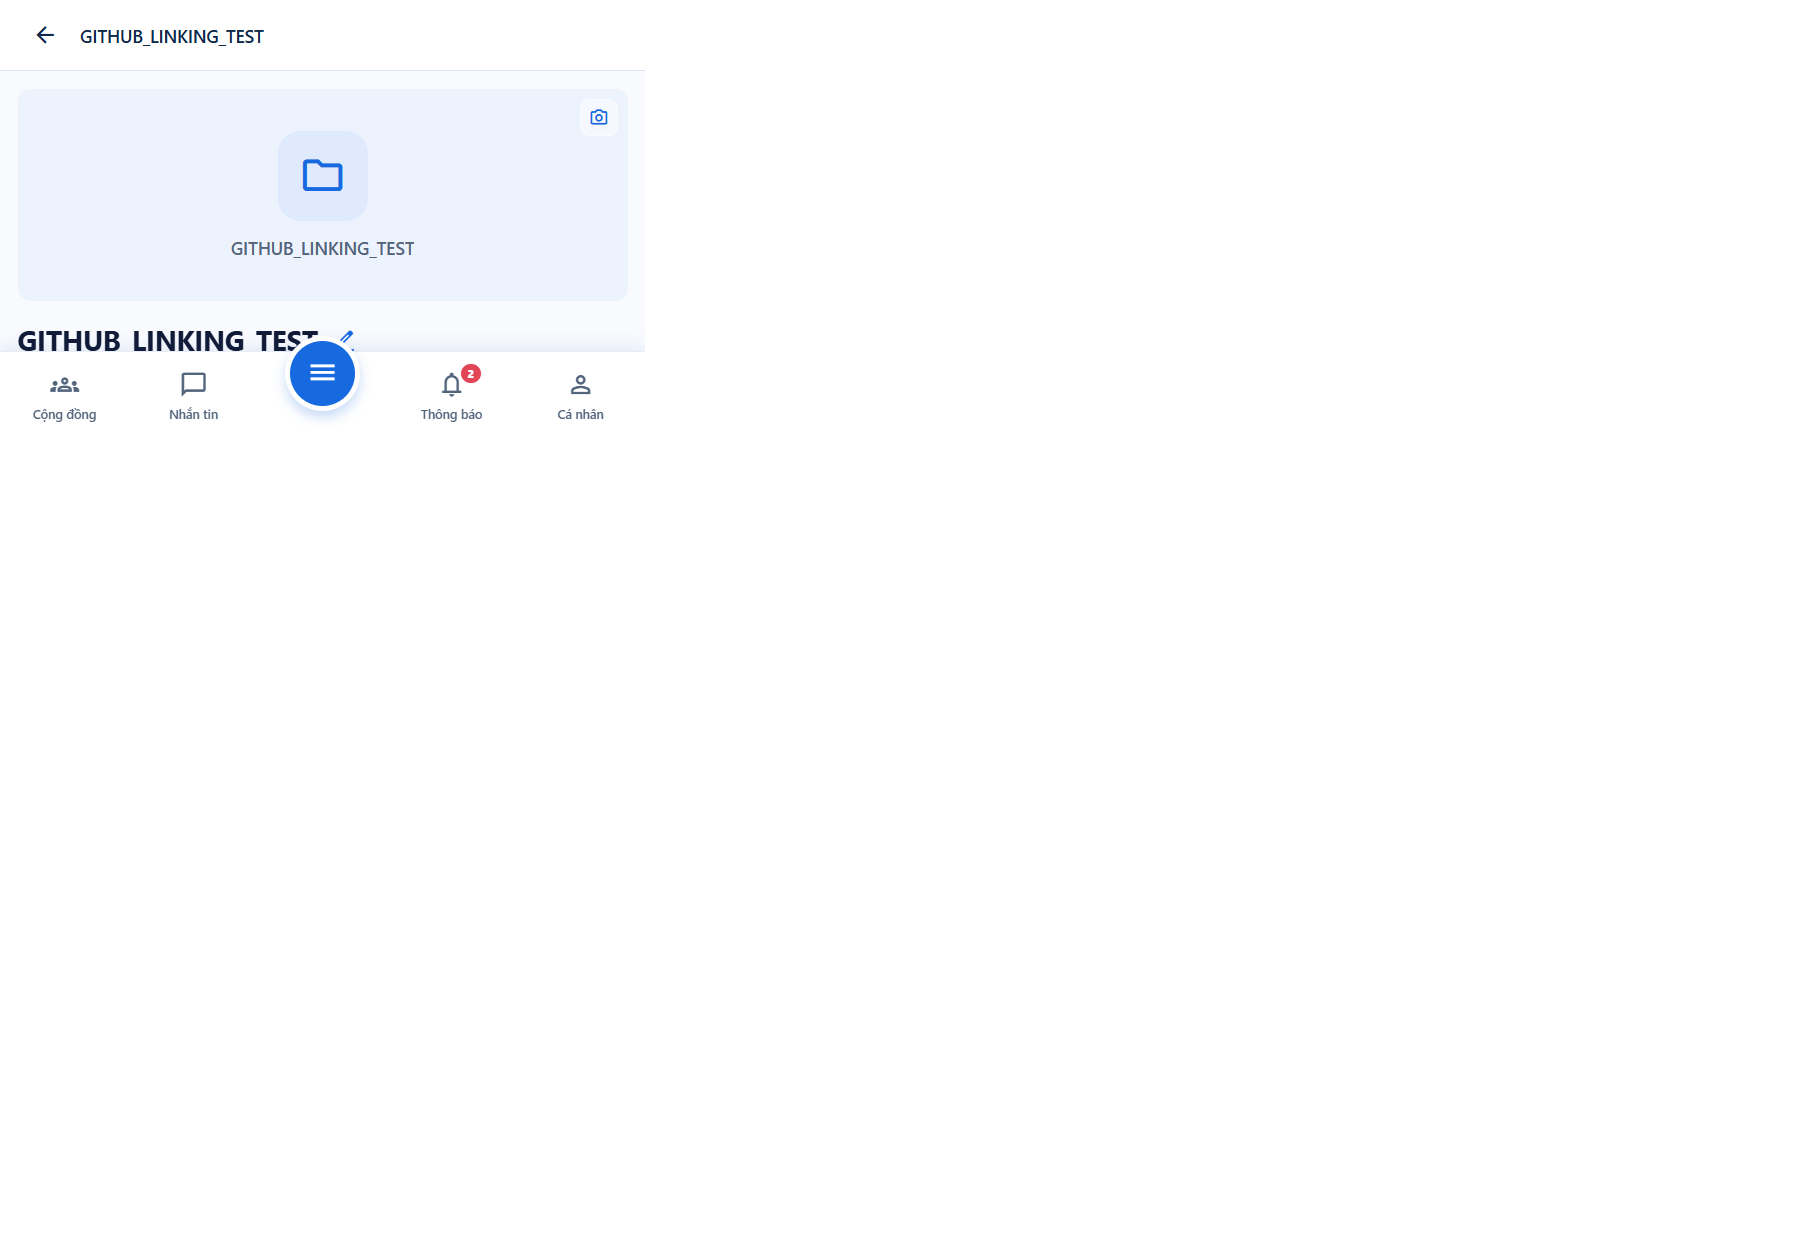 GITHUB_LINKING_TEST
GITHUB_LINKING_TEST
GITHUB_LINKING_TEST
Cộng đồng
Nhắn tin
2
Thông báo
Cá nhân